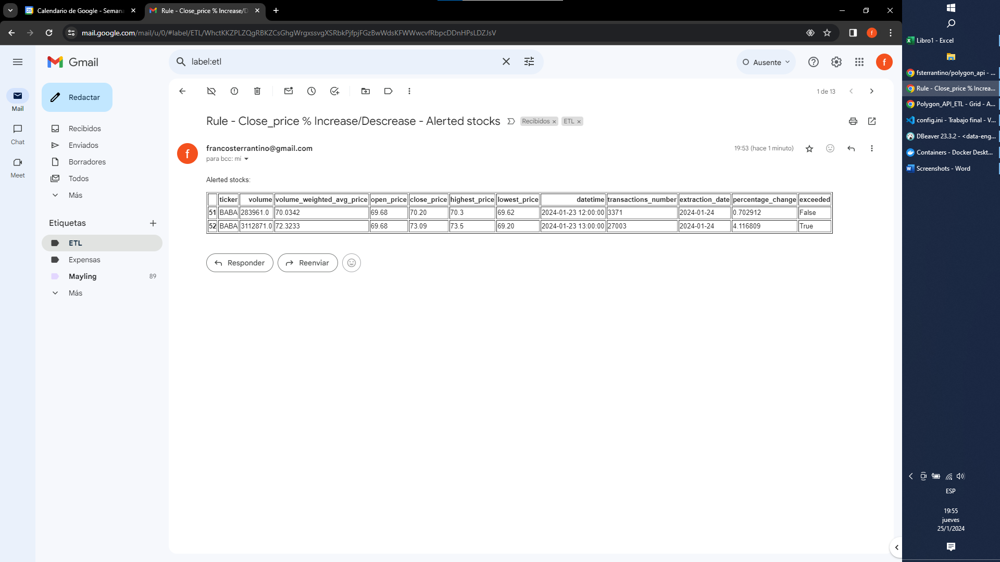 Calendario de Google - Semana
Rule - Close_price % Increase/D
mail.google.com/mail/u/0/#label/ETL/WhctKKZPLZQgRBKZCsGhgWrgxssvgXSRbkPjfpjFGzBwWdsKFWWwcvfRbpcDDnHPsLDZJsV
f
Gmail
label:etl
Ausente
f
Mail
Chat
Meet
Redactar
Recibidos
Enviados
Borradores
Todos
Más
Etiquetas
ETL
Expensas
Mayling 89
Más
1 de 13
Rule - Close_price % Increase/Descrease - Alerted stocks
Recibidos × ETL ×
f
francosterrantino@gmail.com
para bcc: mí
19:53 (hace 1 minuto)
Alerted stocks:
ticker volume volume_weighted_avg_price open_price close_price highest_price lowest_price datetime transactions_number extraction_date percentage_change exceeded
51 BABA 283961.0 70.0342 69.68 70.20 70.3 69.62 2024-01-23 12:00:00 3371 2024-01-24 0.702912 False
52 BABA 3112871.0 72.3233 69.68 73.09 73.5 69.20 2024-01-23 13:00:00 27003 2024-01-24 4.116809 True
Responder
Reenviar
Libro1 - Excel
fsterrantino/polygon_api - ...
Rule - Close_price % Increa...
Polygon_API_ETL - Grid - A...
config.ini - Trabajo final - V...
DBeaver 23.3.2 - <data-eng...
Containers - Docker Deskt...
Screenshots - Word
ESP
19:55
jueves
25/1/2024